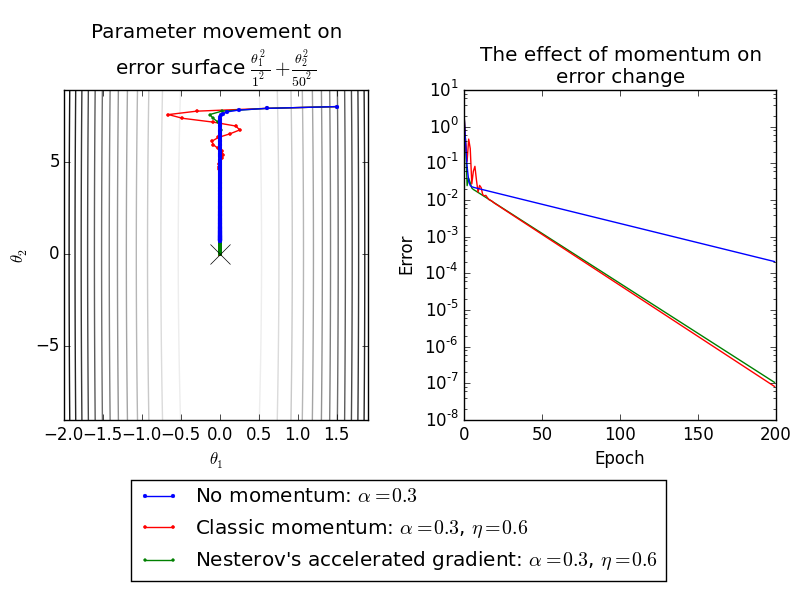 Parameter movement on
error surface θ₁²/1² + θ₂²/50²
The effect of momentum on
error change
5
0
−5
θ₂
−2.0 −1.5 −1.0 −0.5 0.0 0.5 1.0 1.5
θ₁
10¹
10⁰
10⁻¹
10⁻²
10⁻³
10⁻⁴
10⁻⁵
10⁻⁶
10⁻⁷
10⁻⁸
Error
0 50 100 150 200
Epoch
No momentum: α=0.3
Classic momentum: α=0.3, η=0.6
Nesterov's accelerated gradient: α=0.3, η=0.6